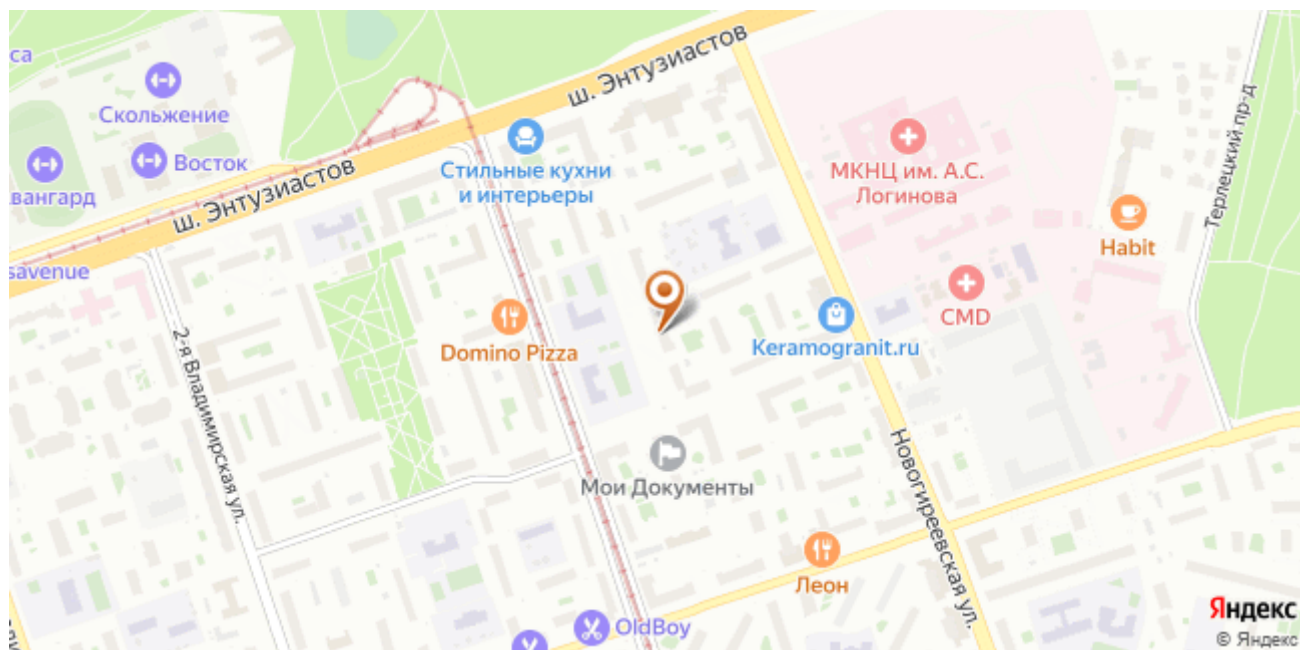 са
ш. Энтузиастов
Скольжение
Восток
вангард
Стильные кухни
и интерьеры
МКНЦ им. А.С.
Логинова
Терлецкий пр-д
ш. Энтузиастов
Habit
savenue
CMD
Domino Pizza
Keramogranit.ru
2-я Владимирская ул.
Мои Документы
Новогиреевская ул.
Леон
OldBoy
Яндекс
© Яндекс